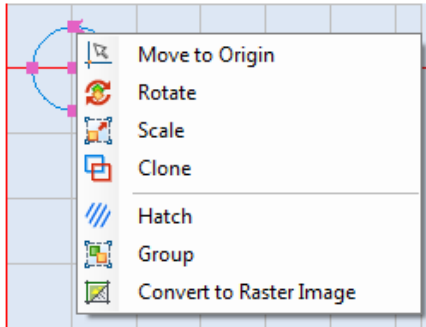 Move to Origin
Rotate
Scale
Clone
Hatch
Group
Convert to Raster Image